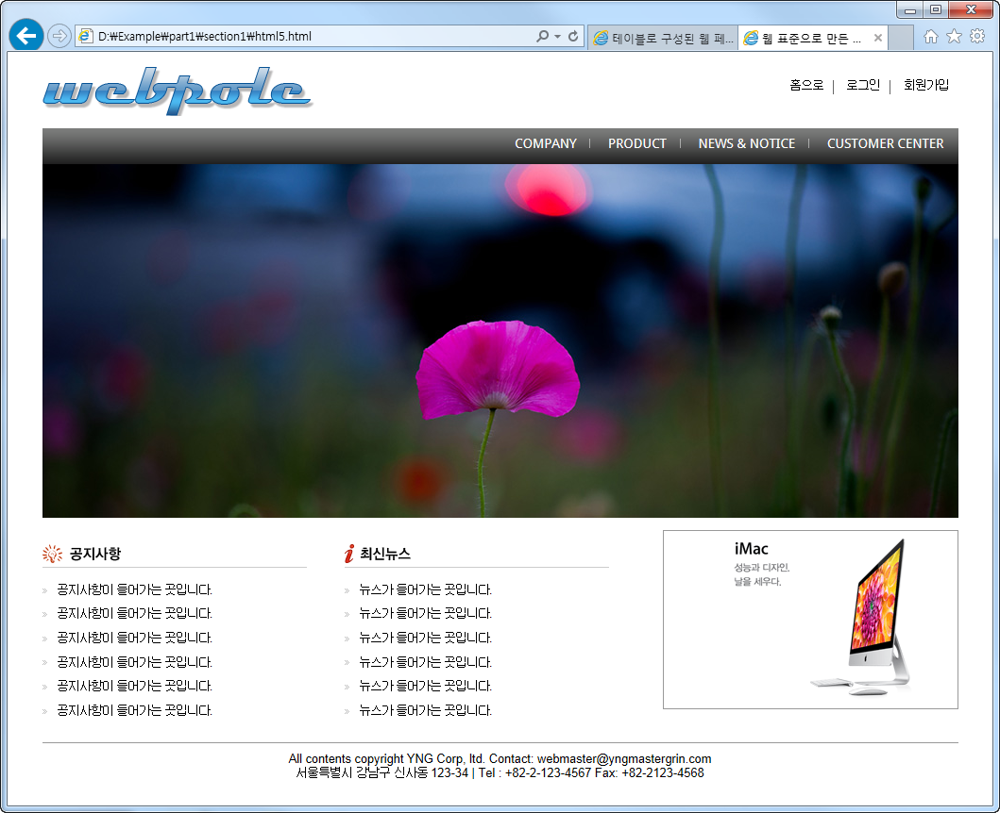 D:₩Example₩part1₩section1₩html5.html
테이블로 구성된 웹 페...
웹 표준으로 만든 ...
webpole
홈으로 | 로그인 | 회원가입
COMPANY | PRODUCT | NEWS & NOTICE | CUSTOMER CENTER
공지사항
공지사항이 들어가는 곳입니다.
공지사항이 들어가는 곳입니다.
공지사항이 들어가는 곳입니다.
공지사항이 들어가는 곳입니다.
공지사항이 들어가는 곳입니다.
공지사항이 들어가는 곳입니다.
최신뉴스
뉴스가 들어가는 곳입니다.
뉴스가 들어가는 곳입니다.
뉴스가 들어가는 곳입니다.
뉴스가 들어가는 곳입니다.
뉴스가 들어가는 곳입니다.
뉴스가 들어가는 곳입니다.
iMac
성능과 디자인.
날을 세우다.
All contents copyright YNG Corp, ltd. Contact: webmaster@yngmastergrin.com
서울특별시 강남구 신사동 123-34 | Tel : +82-2-123-4567 Fax: +82-2123-4568